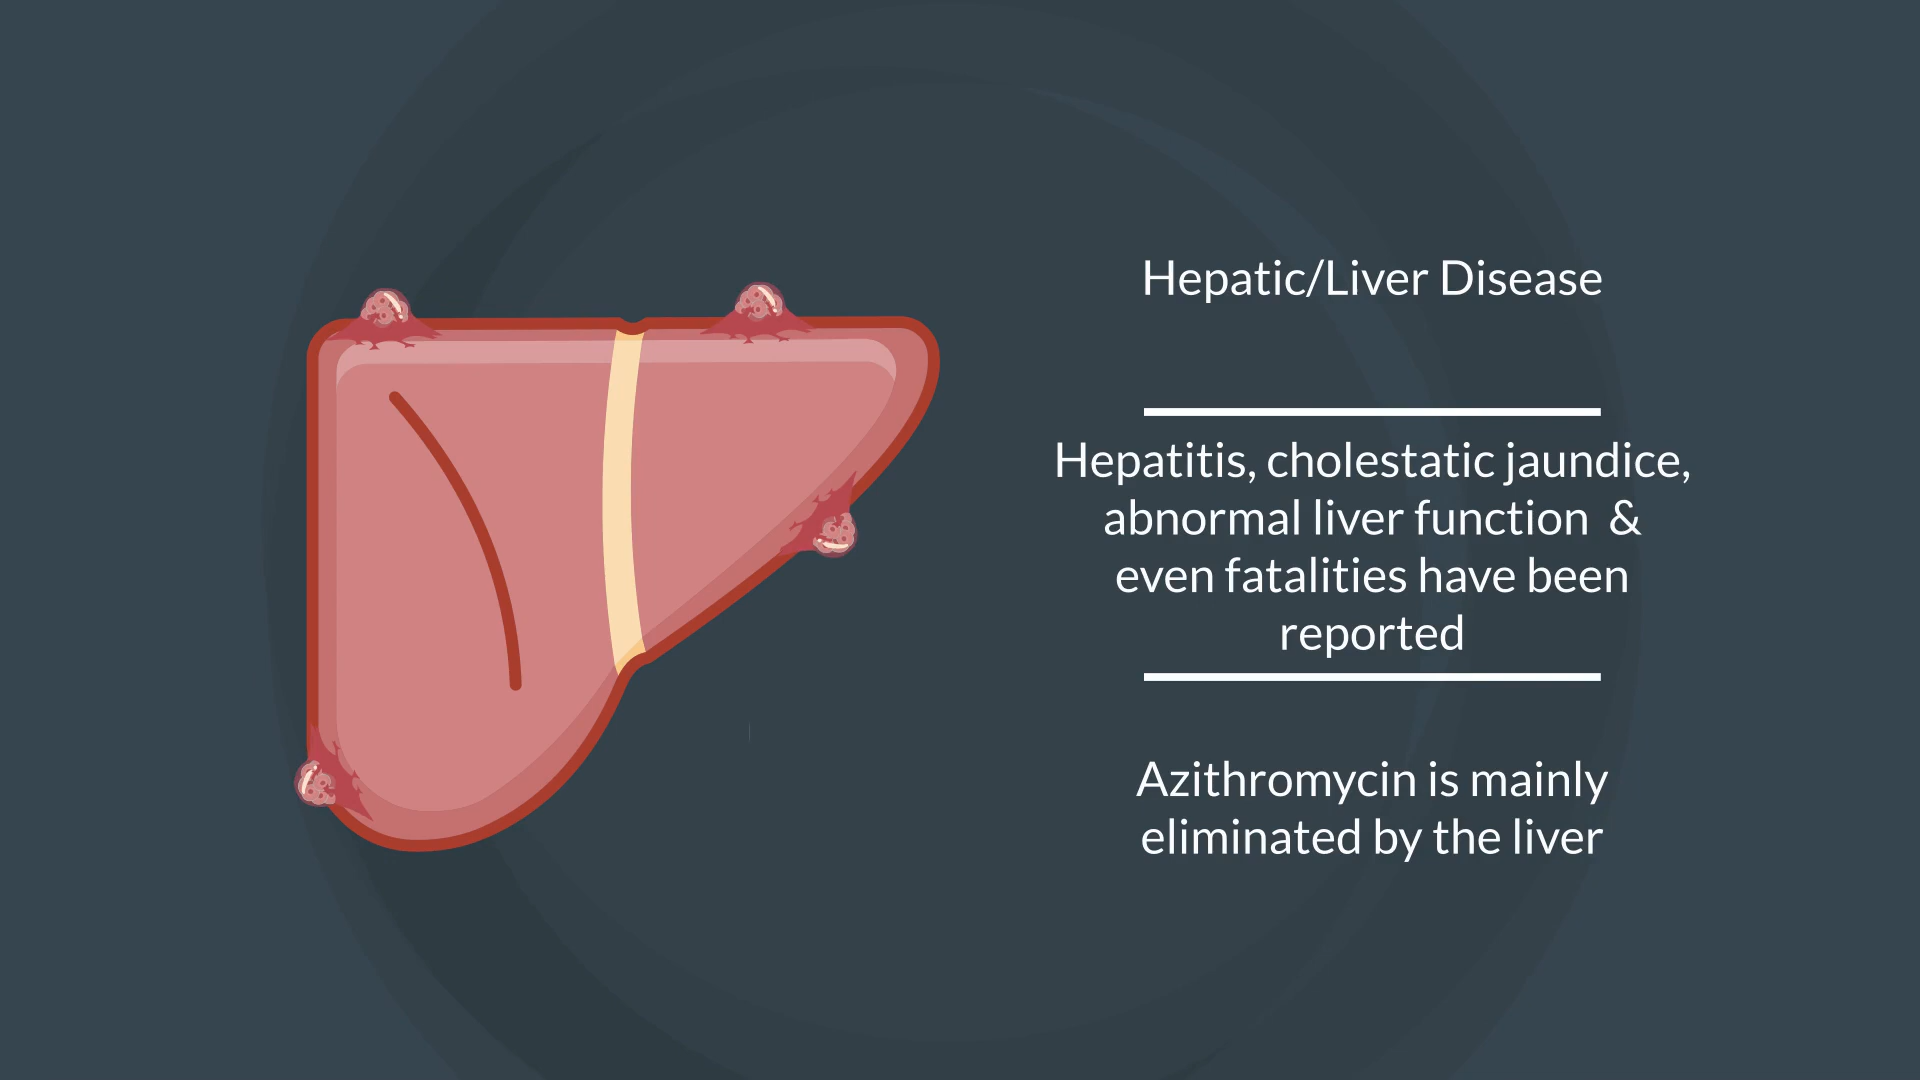 Hepatic/Liver Disease
Hepatitis, cholestatic jaundice,
abnormal liver function &
even fatalities have been
reported
Azithromycin is mainly
eliminated by the liver